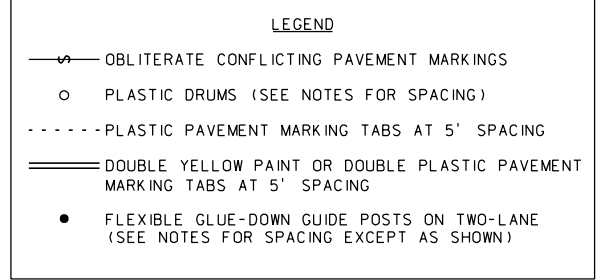 LEGEND
OBLITERATE CONFLICTING PAVEMENT MARKINGS
PLASTIC DRUMS (SEE NOTES FOR SPACING)
PLASTIC PAVEMENT MARKING TABS AT 5' SPACING
DOUBLE YELLOW PAINT OR DOUBLE PLASTIC PAVEMENT
MARKING TABS AT 5' SPACING
FLEXIBLE GLUE-DOWN GUIDE POSTS ON TWO-LANE
(SEE NOTES FOR SPACING EXCEPT AS SHOWN)